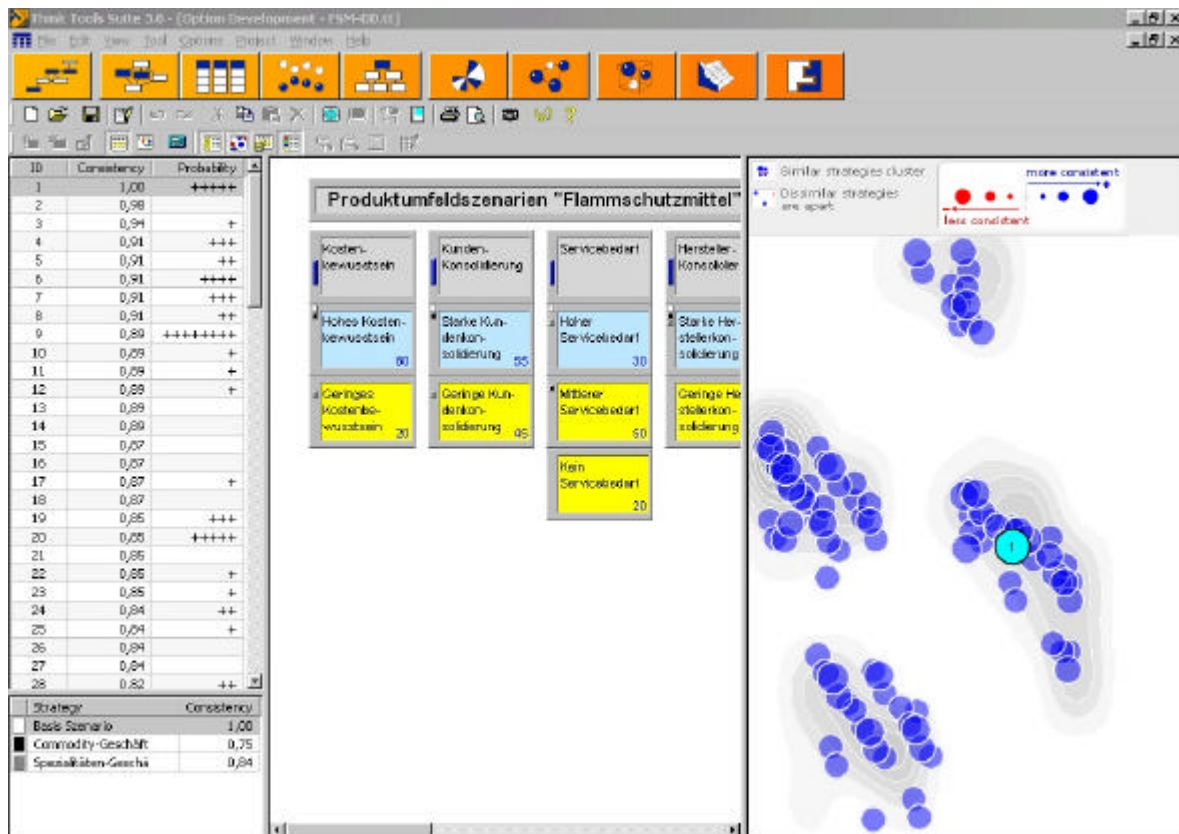 Think Tools Suite 3.0 - [Option Development - FSM-DD.tt]
File Edit View Tool Options Project Window Help
ID Consistency Probability
1 1,00 +++++
2 0,98
3 0,94 +
4 0,91 +++
5 0,91 ++
6 0,91 ++++
7 0,91 +++
8 0,91 ++
9 0,89 ++++++++
10 0,89 +
11 0,89 +
12 0,89 +
13 0,89
14 0,89
15 0,87
16 0,87
17 0,87 +
18 0,87
19 0,85 +++
20 0,85 +++++
21 0,85
22 0,85 +
23 0,85 +
24 0,84 ++
25 0,84 +
26 0,84
27 0,84
28 0,82 ++
Strategy Consistency
Basis Szenario 1,00
Commodity-Geschäft 0,75
Spezialitäten-Geschä 0,84
Produktumfeldszenarien "Flammschutzmittel"
Kosten-
bewusstsein
Hohes Kosten-
bewusstsein
80
Geringes
Kostenbe-
wusstsein
20
Kunden-
Konsolidierung
Starke Kun-
denkon-
solidierung
55
Geringe Kun-
denkon-
solidierung
45
Servicebedarf
Hoher
Servicebedarf
30
Mittlerer
Servicebedarf
50
Kein
Servicebedarf
20
Hersteller-
Konsolidier
Starke Her-
stellerkon-
solidierung
Geringe He
stellerkon-
solidierung
Similar strategies cluster
Dissimilar strategies
are apart
more consistent
less consistent
1